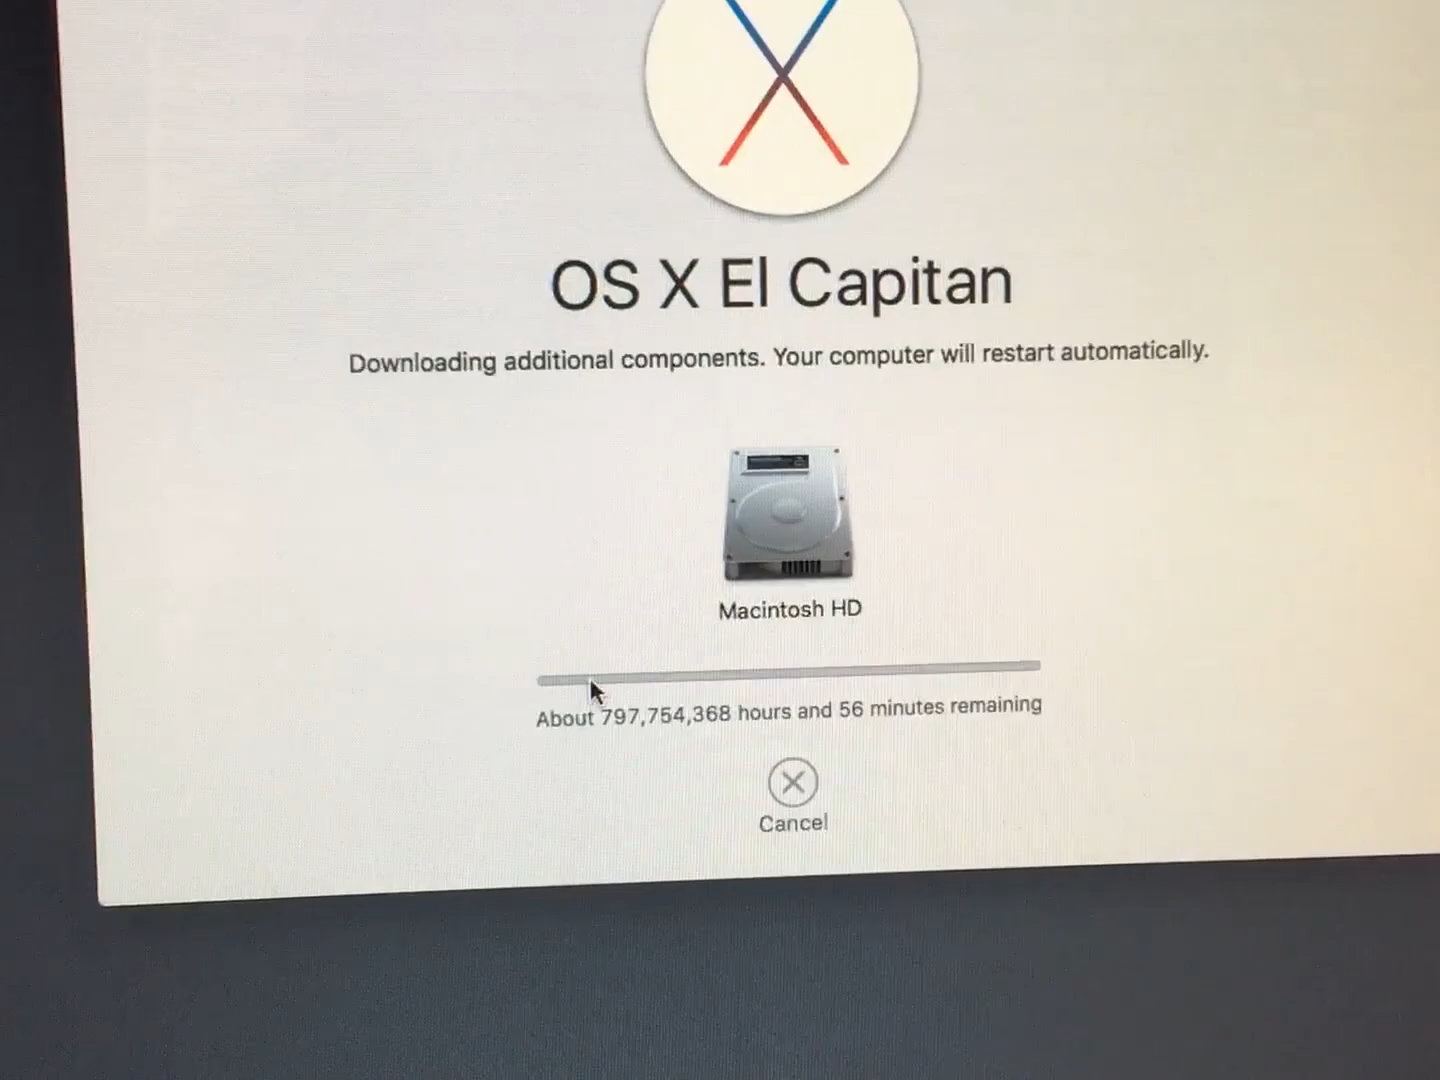 OS X El Capitan
Downloading additional components. Your computer will restart automatically.
Macintosh HD
About 797,754,368 hours and 56 minutes remaining
Cancel